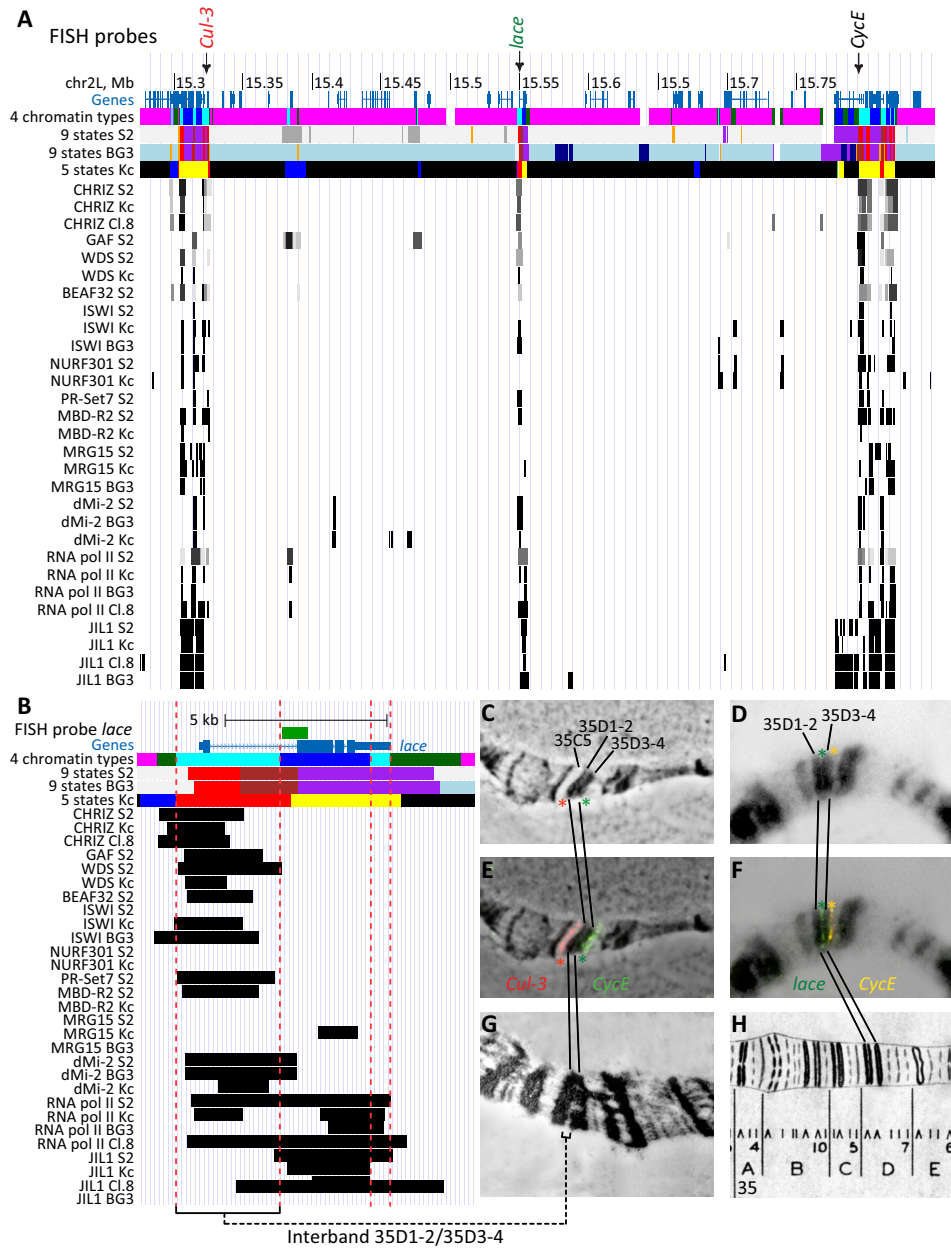 A
FISH probes
Cul-3
lace
CycE
chr2L, Mb
15.3
15.35
15.4
15.45
15.5
15.55
15.6
15.5
15.7
15.75
Genes
4 chromatin types
9 states S2
9 states BG3
5 states Kc
CHRIZ S2
CHRIZ Kc
CHRIZ Cl.8
GAF S2
WDS S2
WDS Kc
BEAF32 S2
ISWI S2
ISWI Kc
ISWI BG3
NURF301 S2
NURF301 Kc
PR-Set7 S2
MBD-R2 S2
MBD-R2 Kc
MRG15 S2
MRG15 Kc
MRG15 BG3
dMi-2 S2
dMi-2 BG3
dMi-2 Kc
RNA pol II S2
RNA pol II Kc
RNA pol II BG3
RNA pol II Cl.8
JIL1 S2
JIL1 Kc
JIL1 Cl.8
JIL1 BG3
B
5 kb
FISH probe lace
Genes
lace
4 chromatin types
9 states S2
9 states BG3
5 states Kc
CHRIZ S2
CHRIZ Kc
CHRIZ Cl.8
GAF S2
WDS S2
WDS Kc
BEAF32 S2
ISWI S2
ISWI Kc
ISWI BG3
NURF301 S2
NURF301 Kc
PR-Set7 S2
MBD-R2 S2
MBD-R2 Kc
MRG15 S2
MRG15 Kc
MRG15 BG3
dMi-2 S2
dMi-2 BG3
dMi-2 Kc
RNA pol II S2
RNA pol II Kc
RNA pol II BG3
RNA pol II Cl.8
JIL1 S2
JIL1 Kc
JIL1 Cl.8
JIL1 BG3
Interband 35D1-2/35D3-4
C
35D1-2
35C5
35D3-4
*
*
D
35D3-4
35D1-2
*
*
E
*
*
Cul-3
CycE
F
*
*
lace
CycE
G
H
4
10
5
7
A
B
C
D
E
35